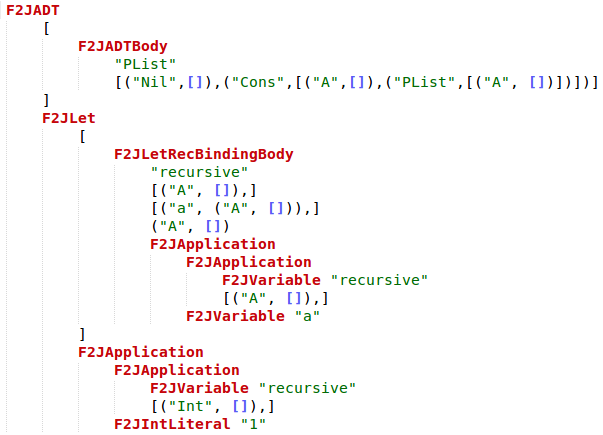 F2JADT
[
F2JADTBody
"PList"
[("Nil",[]),("Cons",[("A",[]),("PList",[("A", [])])])]
]
F2JLet
[
F2JLetRecBindingBody
"recursive"
[("A", []),]
[("a", ("A", [])),]
("A", [])
F2JApplication
F2JApplication
F2JVariable "recursive"
[("A", []),]
F2JVariable "a"
]
F2JApplication
F2JApplication
F2JVariable "recursive"
[("Int", []),]
F2JIntLiteral "1"